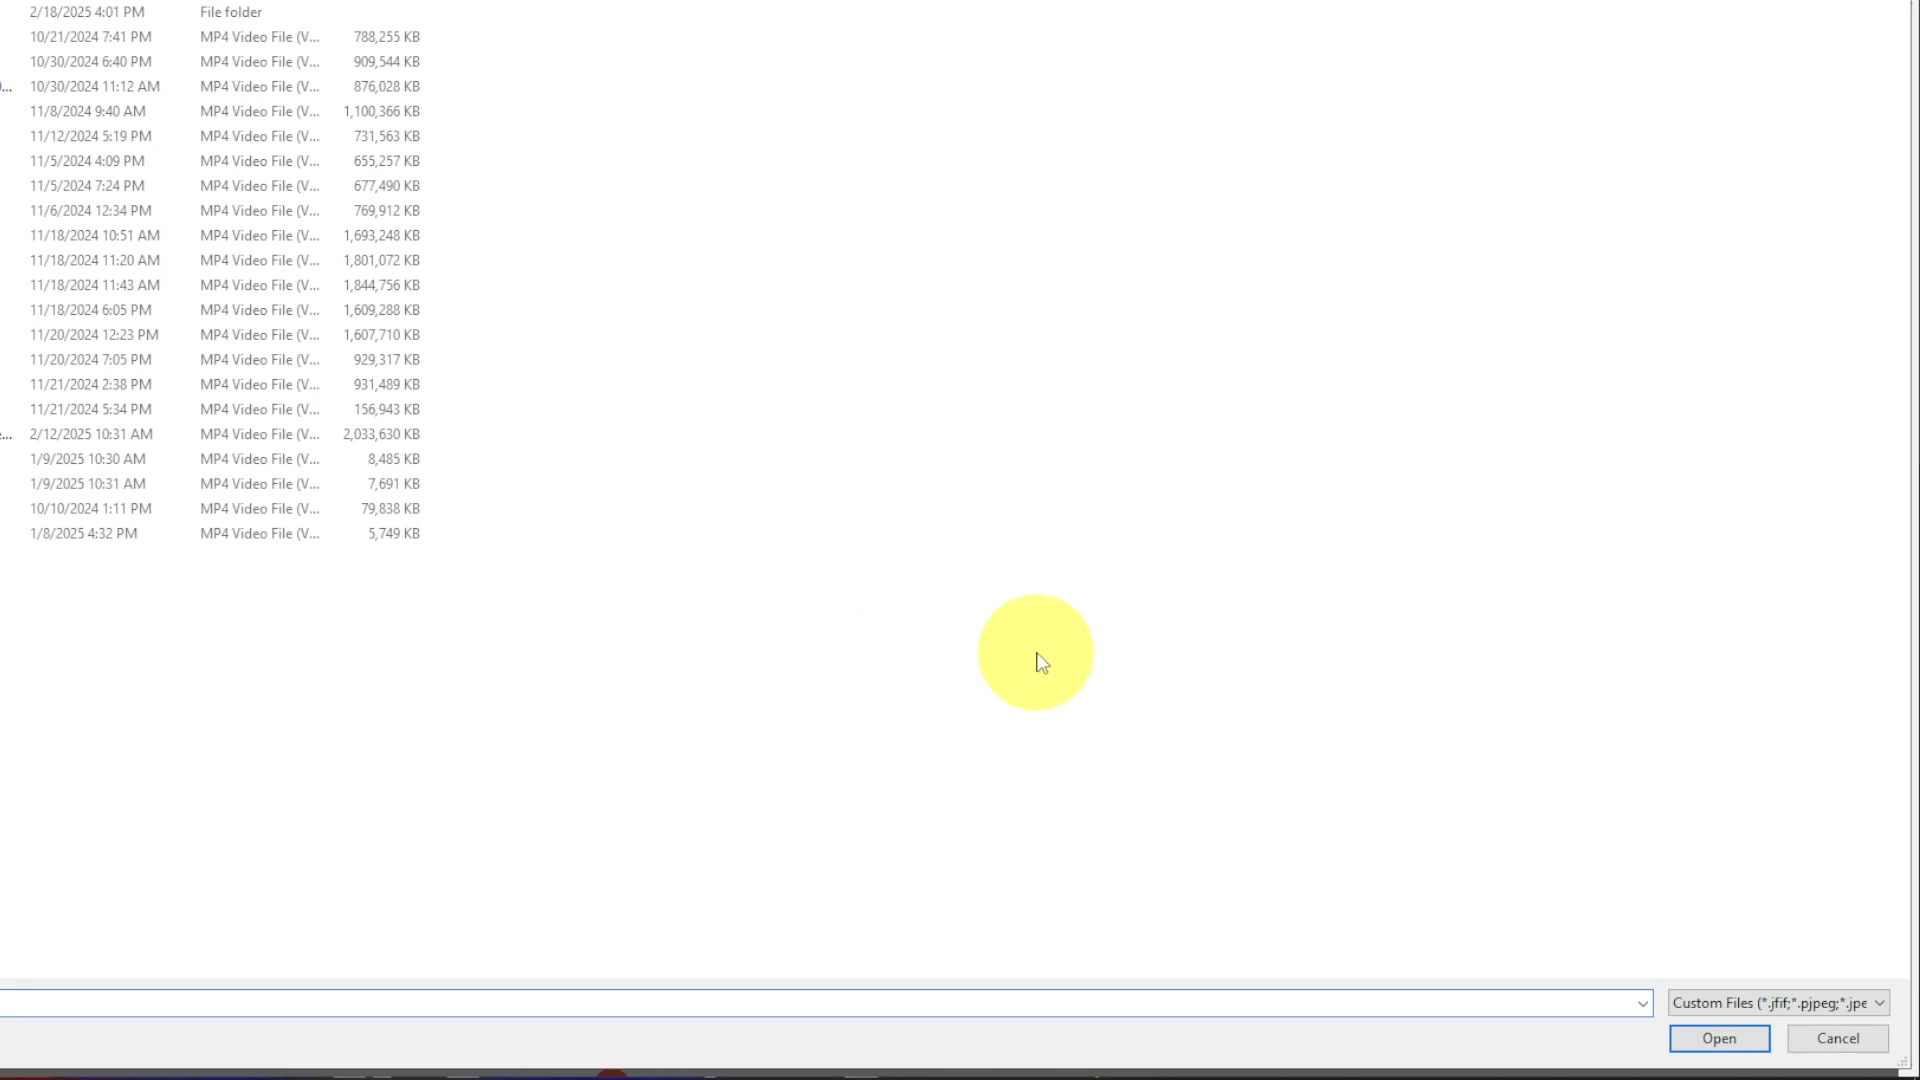 2/18/2025 4:01 PM File folder
10/21/2024 7:41 PM MP4 Video File (V... 788,255 KB
10/30/2024 6:40 PM MP4 Video File (V... 909,544 KB
)... 10/30/2024 11:12 AM MP4 Video File (V... 876,028 KB
11/8/2024 9:40 AM MP4 Video File (V... 1,100,366 KB
11/12/2024 5:19 PM MP4 Video File (V... 731,563 KB
11/5/2024 4:09 PM MP4 Video File (V... 655,257 KB
11/5/2024 7:24 PM MP4 Video File (V... 677,490 KB
11/6/2024 12:34 PM MP4 Video File (V... 769,912 KB
11/18/2024 10:51 AM MP4 Video File (V... 1,693,248 KB
11/18/2024 11:20 AM MP4 Video File (V... 1,801,072 KB
11/18/2024 11:43 AM MP4 Video File (V... 1,844,756 KB
11/18/2024 6:05 PM MP4 Video File (V... 1,609,288 KB
11/20/2024 12:23 PM MP4 Video File (V... 1,607,710 KB
11/20/2024 7:05 PM MP4 Video File (V... 929,317 KB
11/21/2024 2:38 PM MP4 Video File (V... 931,489 KB
11/21/2024 5:34 PM MP4 Video File (V... 156,943 KB
... 2/12/2025 10:31 AM MP4 Video File (V... 2,033,630 KB
1/9/2025 10:30 AM MP4 Video File (V... 8,485 KB
1/9/2025 10:31 AM MP4 Video File (V... 7,691 KB
10/10/2024 1:11 PM MP4 Video File (V... 79,838 KB
1/8/2025 4:32 PM MP4 Video File (V... 5,749 KB
Custom Files (*.jfif;*.pjpeg;*.jpe
Open Cancel